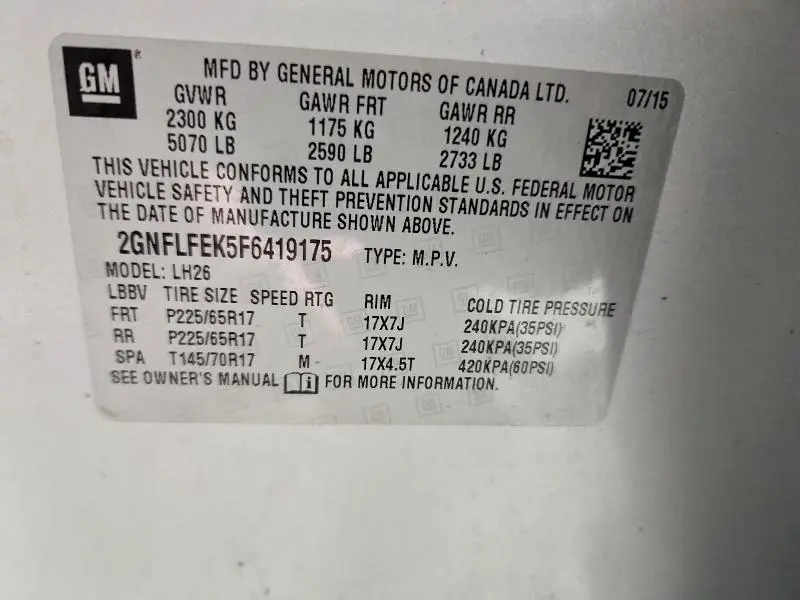 GM
MFD BY GENERAL MOTORS OF CANADA LTD. 07/15
GVWR GAWR FRT GAWR RR
2300 KG 1175 KG 1240 KG
5070 LB 2590 LB 2733 LB
THIS VEHICLE CONFORMS TO ALL APPLICABLE U.S. FEDERAL MOTOR
VEHICLE SAFETY AND THEFT PREVENTION STANDARDS IN EFFECT ON
THE DATE OF MANUFACTURE SHOWN ABOVE.
2GNFLFEK5F6419175 TYPE: M.P.V.
MODEL: LH26
LBBV TIRE SIZE SPEED RTG RIM COLD TIRE PRESSURE
FRT P225/65R17 T 17X7J 240KPA(35PSI)
RR P225/65R17 T 17X7J 240KPA(35PSI)
SPA T145/70R17 M 17X4.5T 420KPA(60PSI)
SEE OWNER'S MANUAL i FOR MORE INFORMATION.